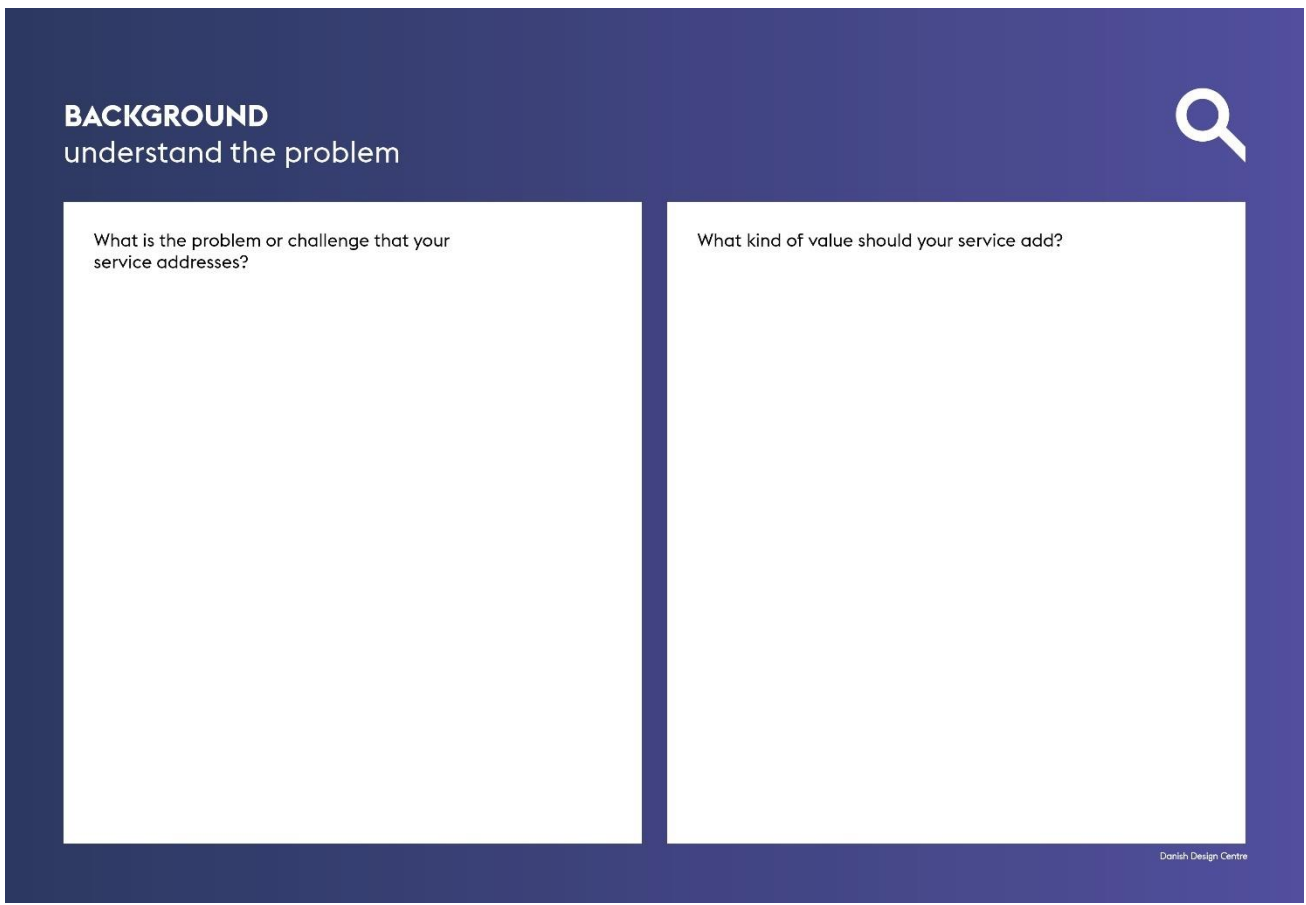 BACKGROUND
understand the problem
What is the problem or challenge that your
service addresses?
What kind of value should your service add?
Danish Design Centre